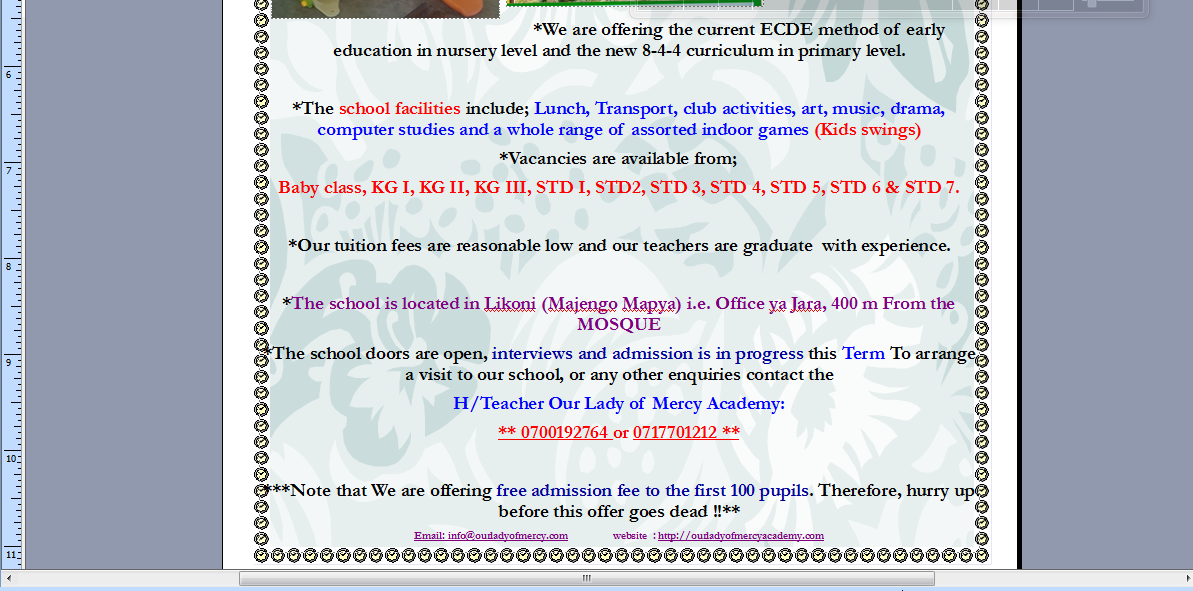 *We are offering the current ECDE method of early
education in nursery level and the new 8-4-4 curriculum in primary level.
*The school facilities include; Lunch, Transport, club activities, art, music, drama,
computer studies and a whole range of assorted indoor games (Kids swings)
*Vacancies are available from;
Baby class, KG I, KG II, KG III, STD I, STD2, STD 3, STD 4, STD 5, STD 6 & STD 7.
*Our tuition fees are reasonable low and our teachers are graduate with experience.
*The school is located in Likoni (Majengo Mapya) i.e. Office ya Jara, 400 m From the
MOSQUE
*The school doors are open, interviews and admission is in progress this Term To arrange
a visit to our school, or any other enquiries contact the
H/Teacher Our Lady of Mercy Academy:
** 0700192764 or 0717701212 **
***Note that We are offering free admission fee to the first 100 pupils. Therefore, hurry up
before this offer goes dead !!**
Email: info@ourladyofmercy.com website : http://ourladyofmercyacademy.com
6
7
8
9
10
11